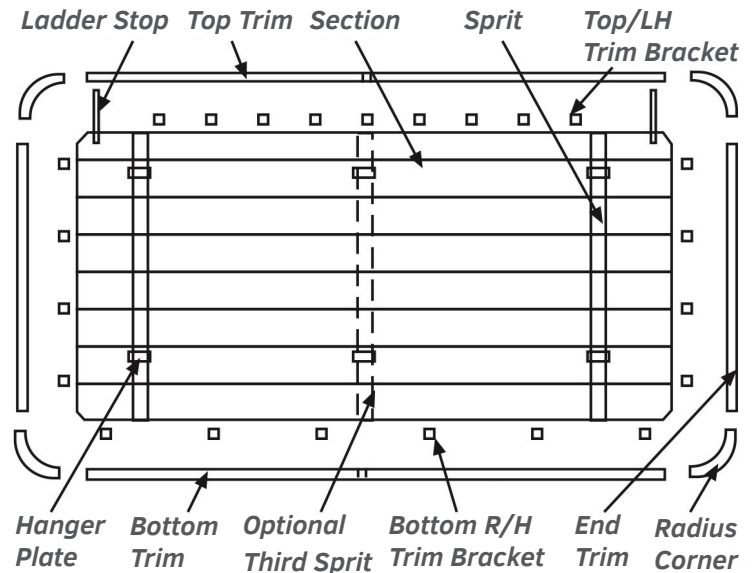 Ladder Stop Top Trim Section Sprit Top/LH
Trim Bracket
Hanger Bottom Optional Bottom R/H End Radius
Plate Trim Third Sprit Trim Bracket Trim Corner